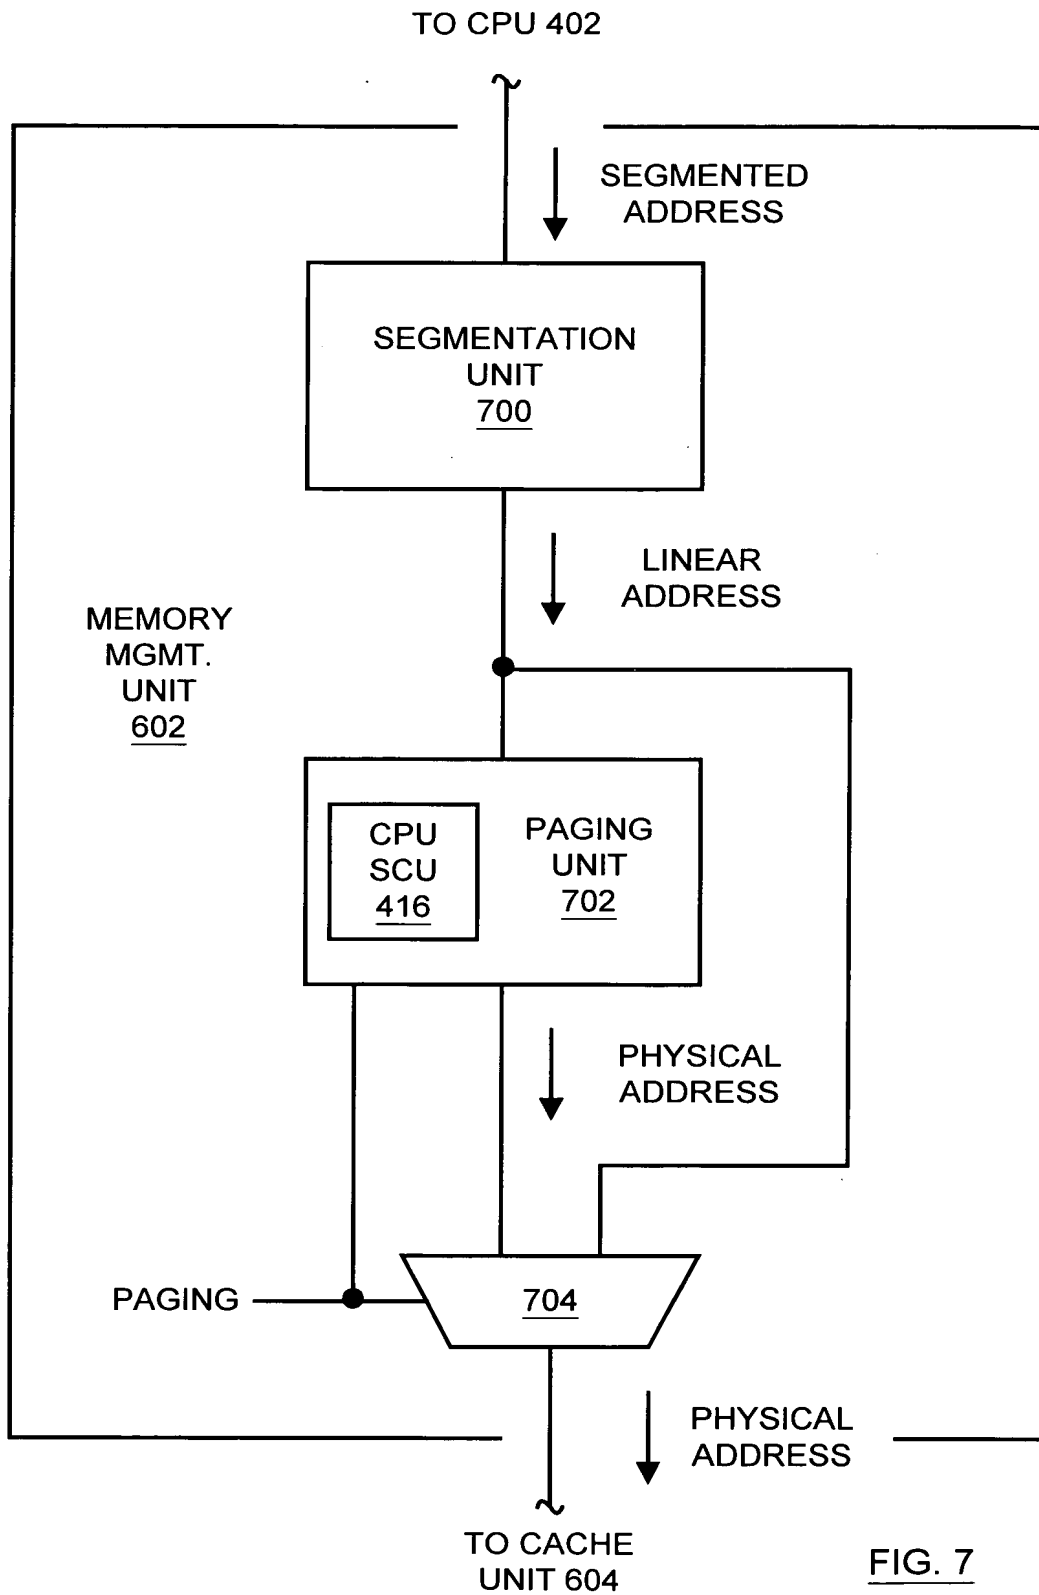 TO CPU 402
SEGMENTED
ADDRESS
SEGMENTATION
UNIT
700
LINEAR
ADDRESS
MEMORY
MGMT.
UNIT
602
CPU
SCU
416
PAGING
UNIT
702
PHYSICAL
ADDRESS
PAGING
704
PHYSICAL
ADDRESS
TO CACHE
UNIT 604
FIG. 7